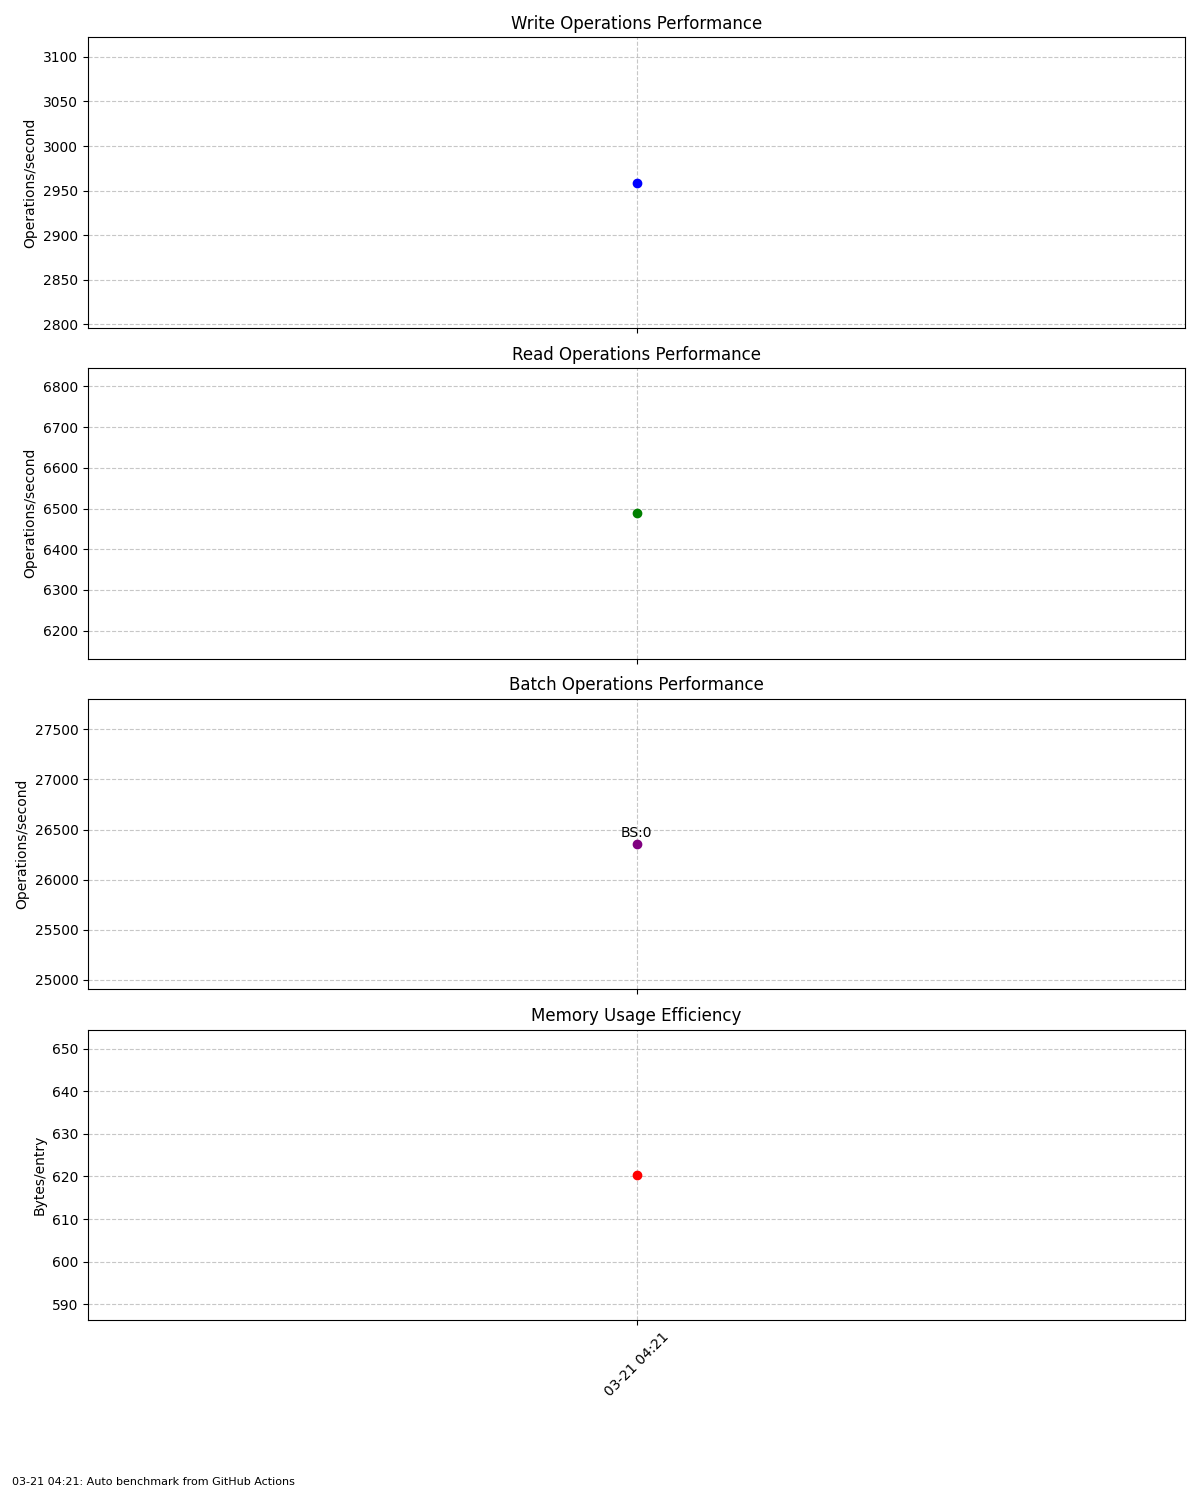 Write Operations Performance
3100
3050
3000
2950
2900
2850
2800
Operations/second
Read Operations Performance
6800
6700
6600
6500
6400
6300
6200
Operations/second
Batch Operations Performance
27500
27000
26500
26000
25500
25000
Operations/second
BS:0
Memory Usage Efficiency
650
640
630
620
610
600
590
Bytes/entry
03-21 04:21
03-21 04:21: Auto benchmark from GitHub Actions